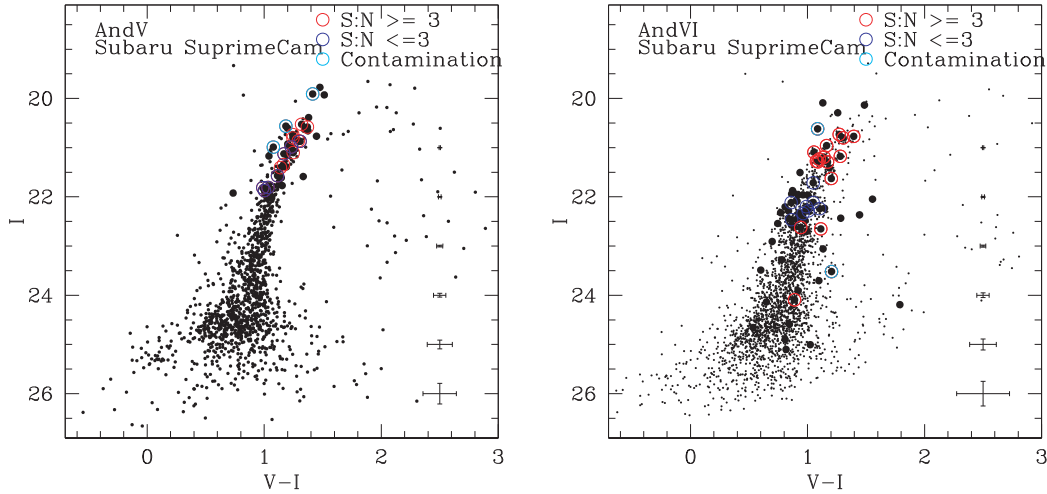 AndV
Subaru SuprimeCam
S:N >= 3
S:N <=3
Contamination
20
22
24
26
I
0
1
2
3
V-I
AndVI
Subaru SuprimeCam
S:N >= 3
S:N <=3
Contamination
20
22
24
26
I
0
1
2
3
V-I